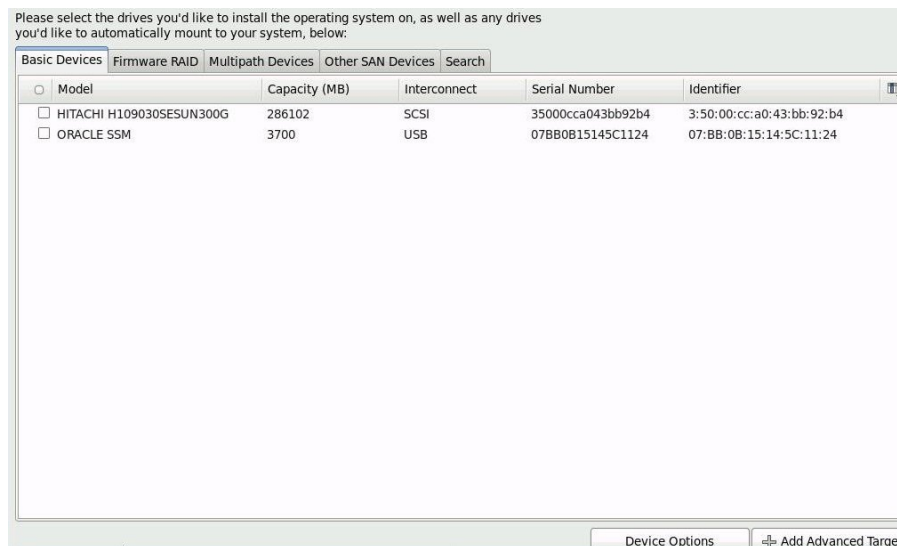 Please select the drives you'd like to install the operating system on, as well as any drives
you'd like to automatically mount to your system, below:
Basic Devices Firmware RAID Multipath Devices Other SAN Devices Search
Model Capacity (MB) Interconnect Serial Number Identifier
HITACHI H109030SESUN300G 286102 SCSI 35000cca043bb92b4 3:50:00:cc:a0:43:bb:92:b4
ORACLE SSM 3700 USB 07BB0B15145C1124 07:BB:0B:15:14:5C:11:24
Device Options Add Advanced Targe